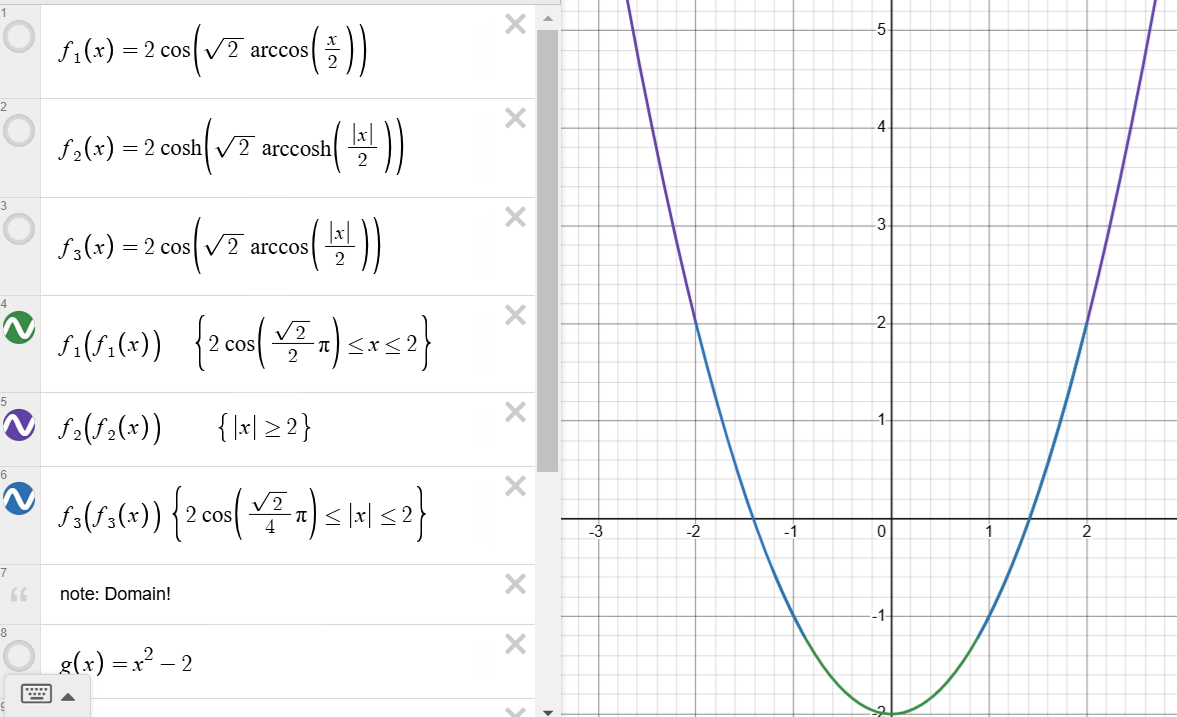 1
f₁(x) = 2 cos(√2 arccos(x/2))
2
f₂(x) = 2 cosh(√2 arccosh(|x|/2))
3
f₃(x) = 2 cos(√2 arccos(|x|/2))
4
f₁(f₁(x)) {2 cos(√2/2 π) ≤ x ≤ 2}
5
f₂(f₂(x)) {|x| ≥ 2}
6
f₃(f₃(x)) {2 cos(√2/4 π) ≤ |x| ≤ 2}
7
note: Domain!
8
g(x) = x² − 2
9
5
4
3
2
1
-3 -2 -1 0 1 2
-1
-2